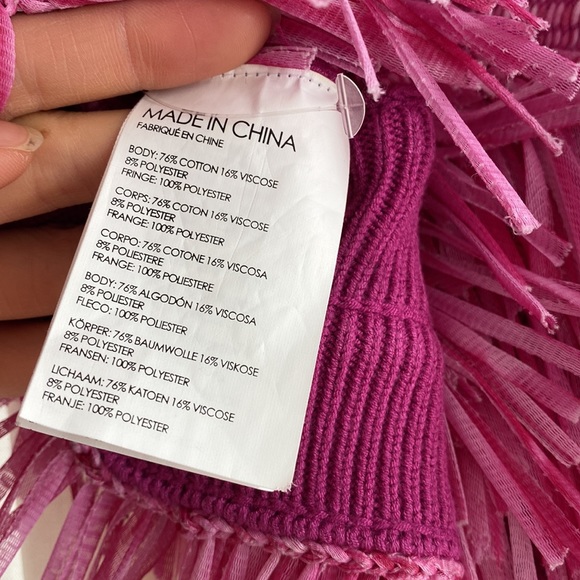 MADE IN CHINA
FABRIQUÉ EN CHINE
BODY: 76% COTTON 16% VISCOSE
8% POLYESTER
FRINGE: 100% POLYESTER
CORPS: 76% COTON 16% VISCOSE
8% POLYESTER
FRANGE: 100% POLYESTER
CORPO: 76% COTONE 16% VISCOSA
8% POLIESTERE
FRANGE: 100% POLIESTERE
BODY: 76% ALGODÓN 16% VISCOSA
8% POLIESTER
FLECO: 100% POLIESTER
KÖRPER: 76% BAUMWOLLE 16% VISKOSE
8% POLYESTER
FRANSEN: 100% POLYESTER
LICHAAM: 76% KATOEN 16% VISCOSE
8% POLYESTER
FRANJE: 100% POLYESTER